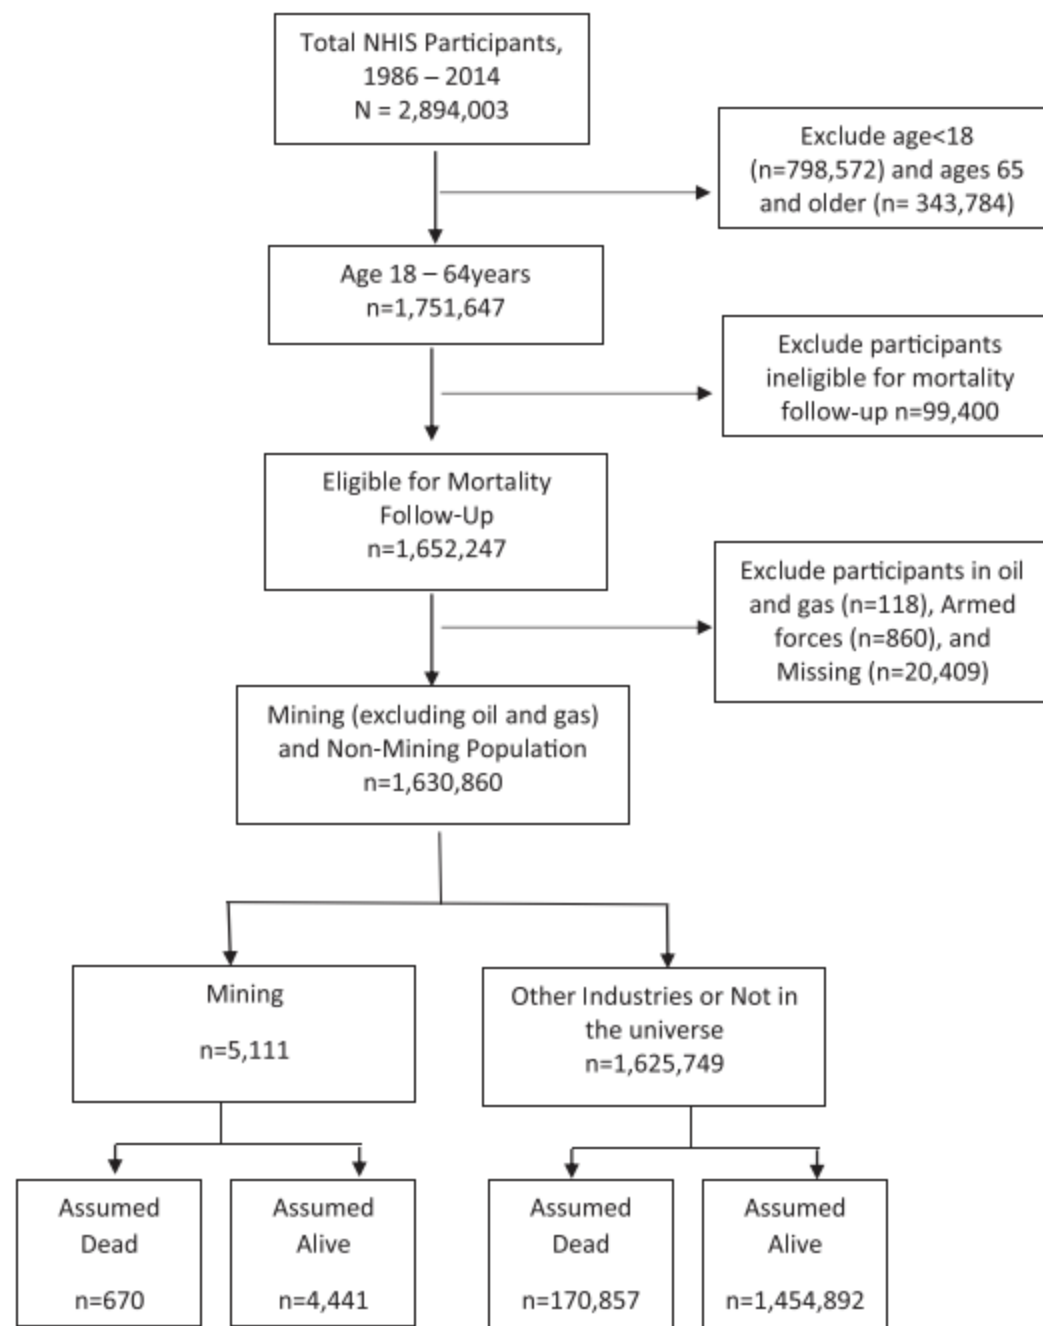 Total NHIS Participants,
1986 – 2014
N = 2,894,003
Exclude age<18
(n=798,572) and ages 65
and older (n= 343,784)
Age 18 – 64years
n=1,751,647
Exclude participants
ineligible for mortality
follow-up n=99,400
Eligible for Mortality
Follow-Up
n=1,652,247
Exclude participants in oil
and gas (n=118), Armed
forces (n=860), and
Missing (n=20,409)
Mining (excluding oil and gas)
and Non-Mining Population
n=1,630,860
Mining
n=5,111
Other Industries or Not in
the universe
n=1,625,749
Assumed
Dead
n=670
Assumed
Alive
n=4,441
Assumed
Dead
n=170,857
Assumed
Alive
n=1,454,892